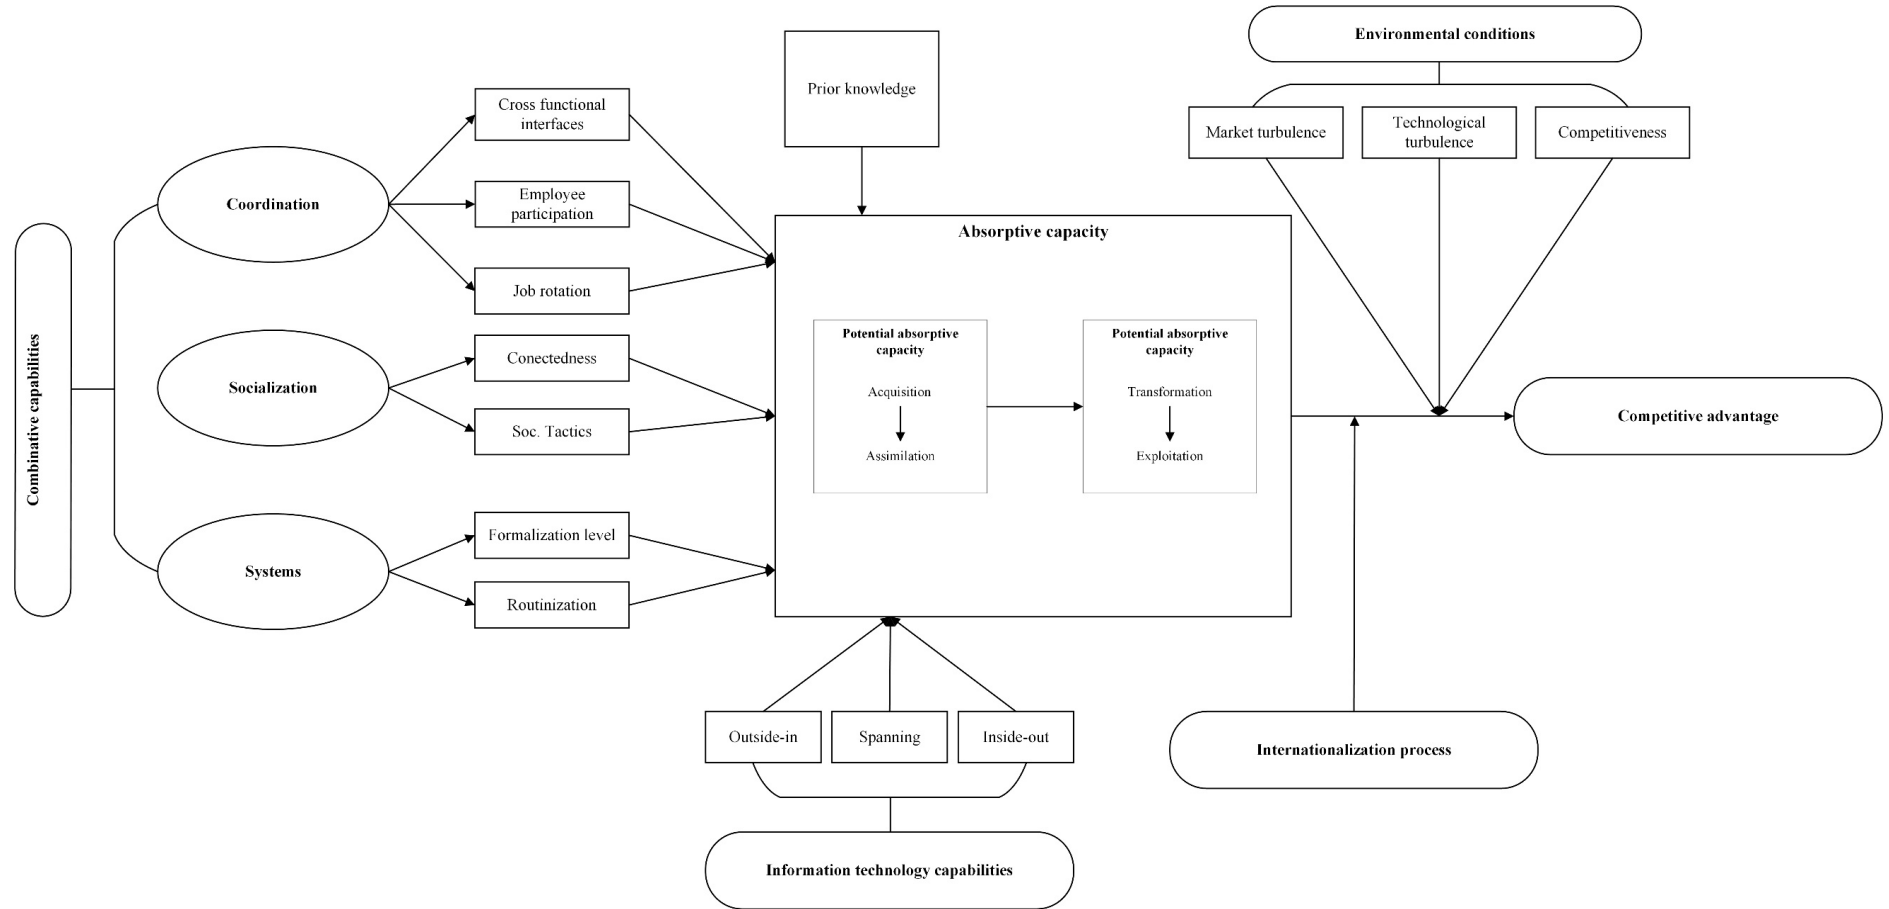 Environmental conditions
Prior knowledge
Cross functional
interfaces
Market turbulence
Technological
turbulence
Competitiveness
Coordination
Employee
participation
Absorptive capacity
Job rotation
Combinative capabilities
Socialization
Conectedness
Soc. Tactics
Potential absorptive
capacity
Acquisition
Assimilation
Potential absorptive
capacity
Transformation
Exploitation
Competitive advantage
Systems
Formalization level
Routinization
Outside-in
Spanning
Inside-out
Internationalization process
Information technology capabilities